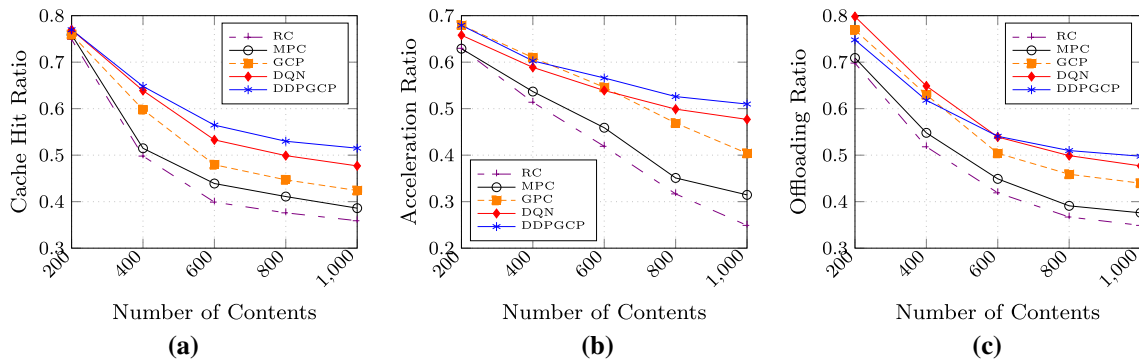 Cache Hit Ratio
0.8
0.7
0.6
0.5
0.4
0.3
200
400
600
800
1,000
RC
MPC
GCP
DQN
DDPGCP
Number of Contents
(a)
Acceleration Ratio
0.7
0.6
0.5
0.4
0.3
0.2
200
400
600
800
1,000
RC
MPC
GPC
DQN
DDPGCP
Number of Contents
(b)
Offloading Ratio
0.8
0.7
0.6
0.5
0.4
0.3
200
400
600
800
1,000
RC
MPC
GCP
DQN
DDPGCP
Number of Contents
(c)